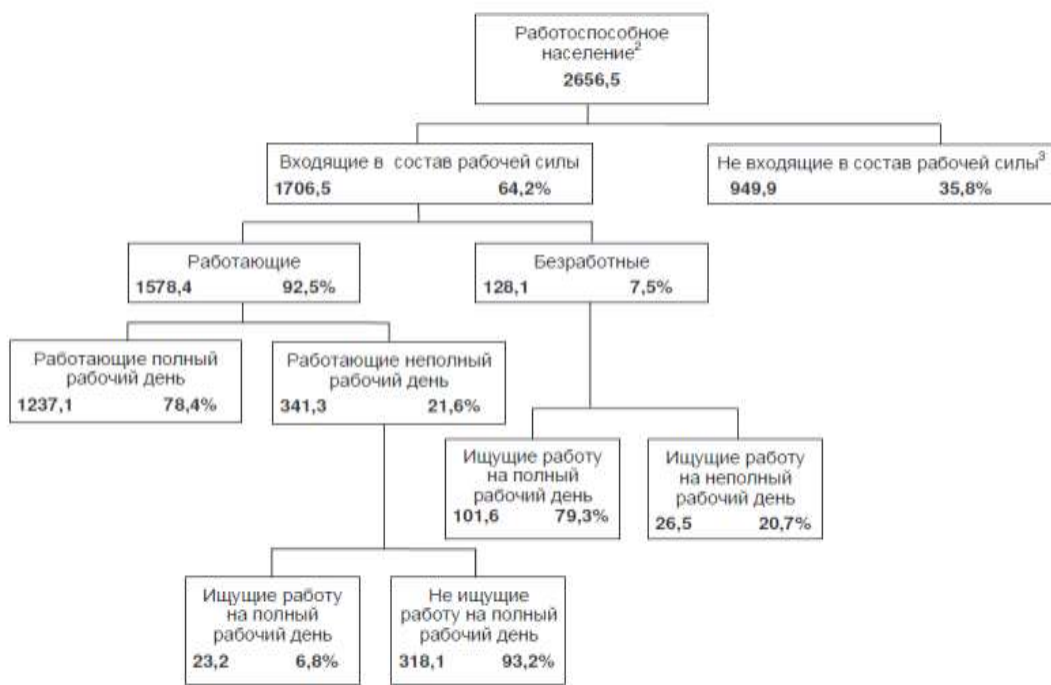 Работоспособное
население²
2656,5
Входящие в состав рабочей силы
1706,5 64,2%
Не входящие в состав рабочей силы³
949,9 35,8%
Работающие
1578,4 92,5%
Безработные
128,1 7,5%
Работающие полный
рабочий день
1237,1 78,4%
Работающие неполный
рабочий день
341,3 21,6%
Ищущие работу
на полный
рабочий день
101,6 79,3%
Ищущие работу
на неполный
рабочий день
26,5 20,7%
Ищущие работу
на полный
рабочий день
23,2 6,8%
Не ищущие
работу на полный
рабочий день
318,1 93,2%